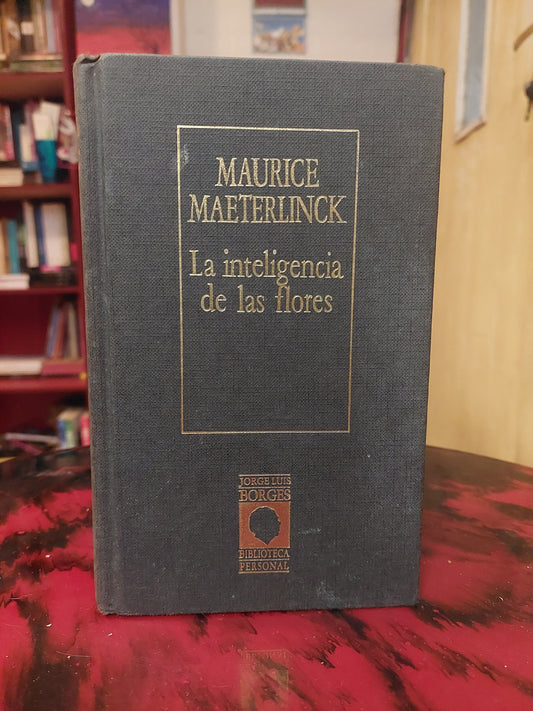 MAURICE
MAETERLINCK
La inteligencia
de las flores
JORGE LUIS
BORGES
BIBLIOTECA
PERSONAL